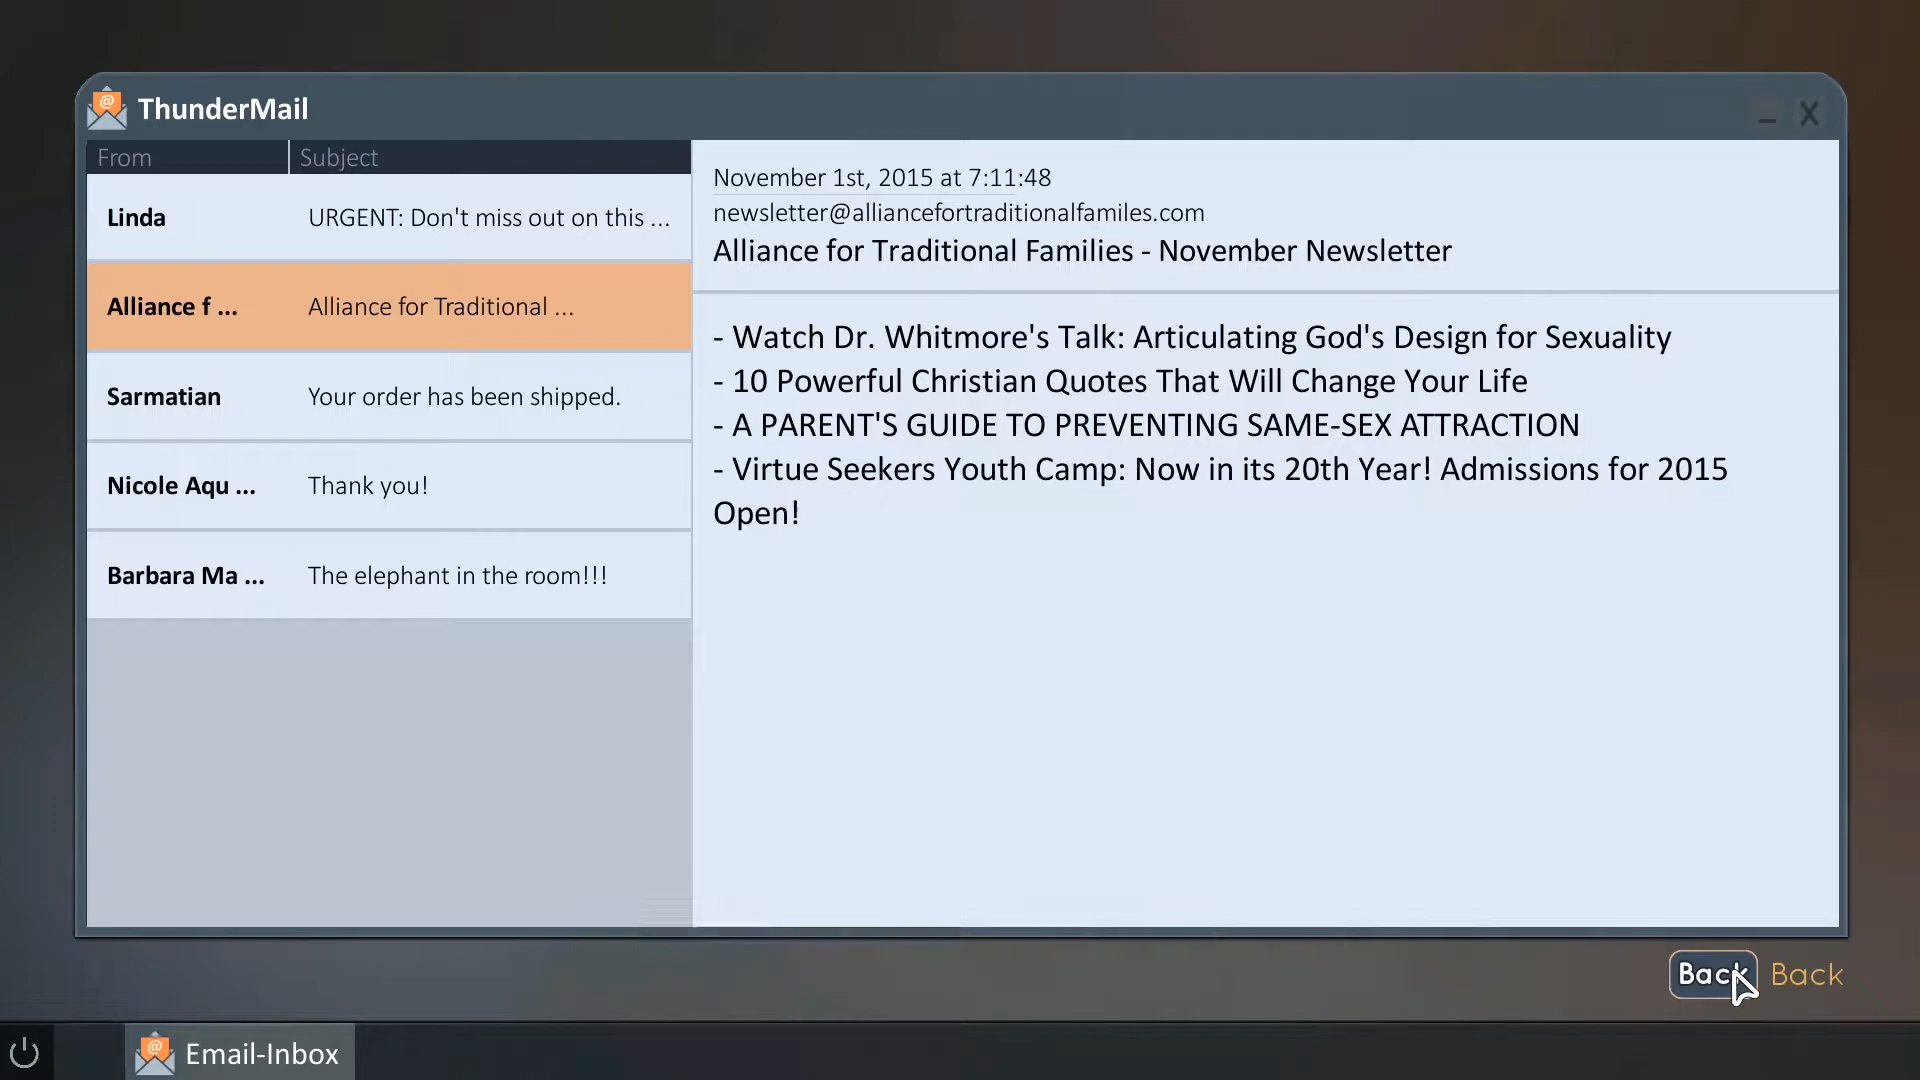 ThunderMail
From Subject
Linda URGENT: Don't miss out on this ...
Alliance f ... Alliance for Traditional ...
Sarmatian Your order has been shipped.
Nicole Aqu ... Thank you!
Barbara Ma ... The elephant in the room!!!
November 1st, 2015 at 7:11:48
newsletter@alliancefortraditionalfamiles.com
Alliance for Traditional Families - November Newsletter
- Watch Dr. Whitmore's Talk: Articulating God's Design for Sexuality
- 10 Powerful Christian Quotes That Will Change Your Life
- A PARENT'S GUIDE TO PREVENTING SAME-SEX ATTRACTION
- Virtue Seekers Youth Camp: Now in its 20th Year! Admissions for 2015
Open!
Back Back
Email-Inbox